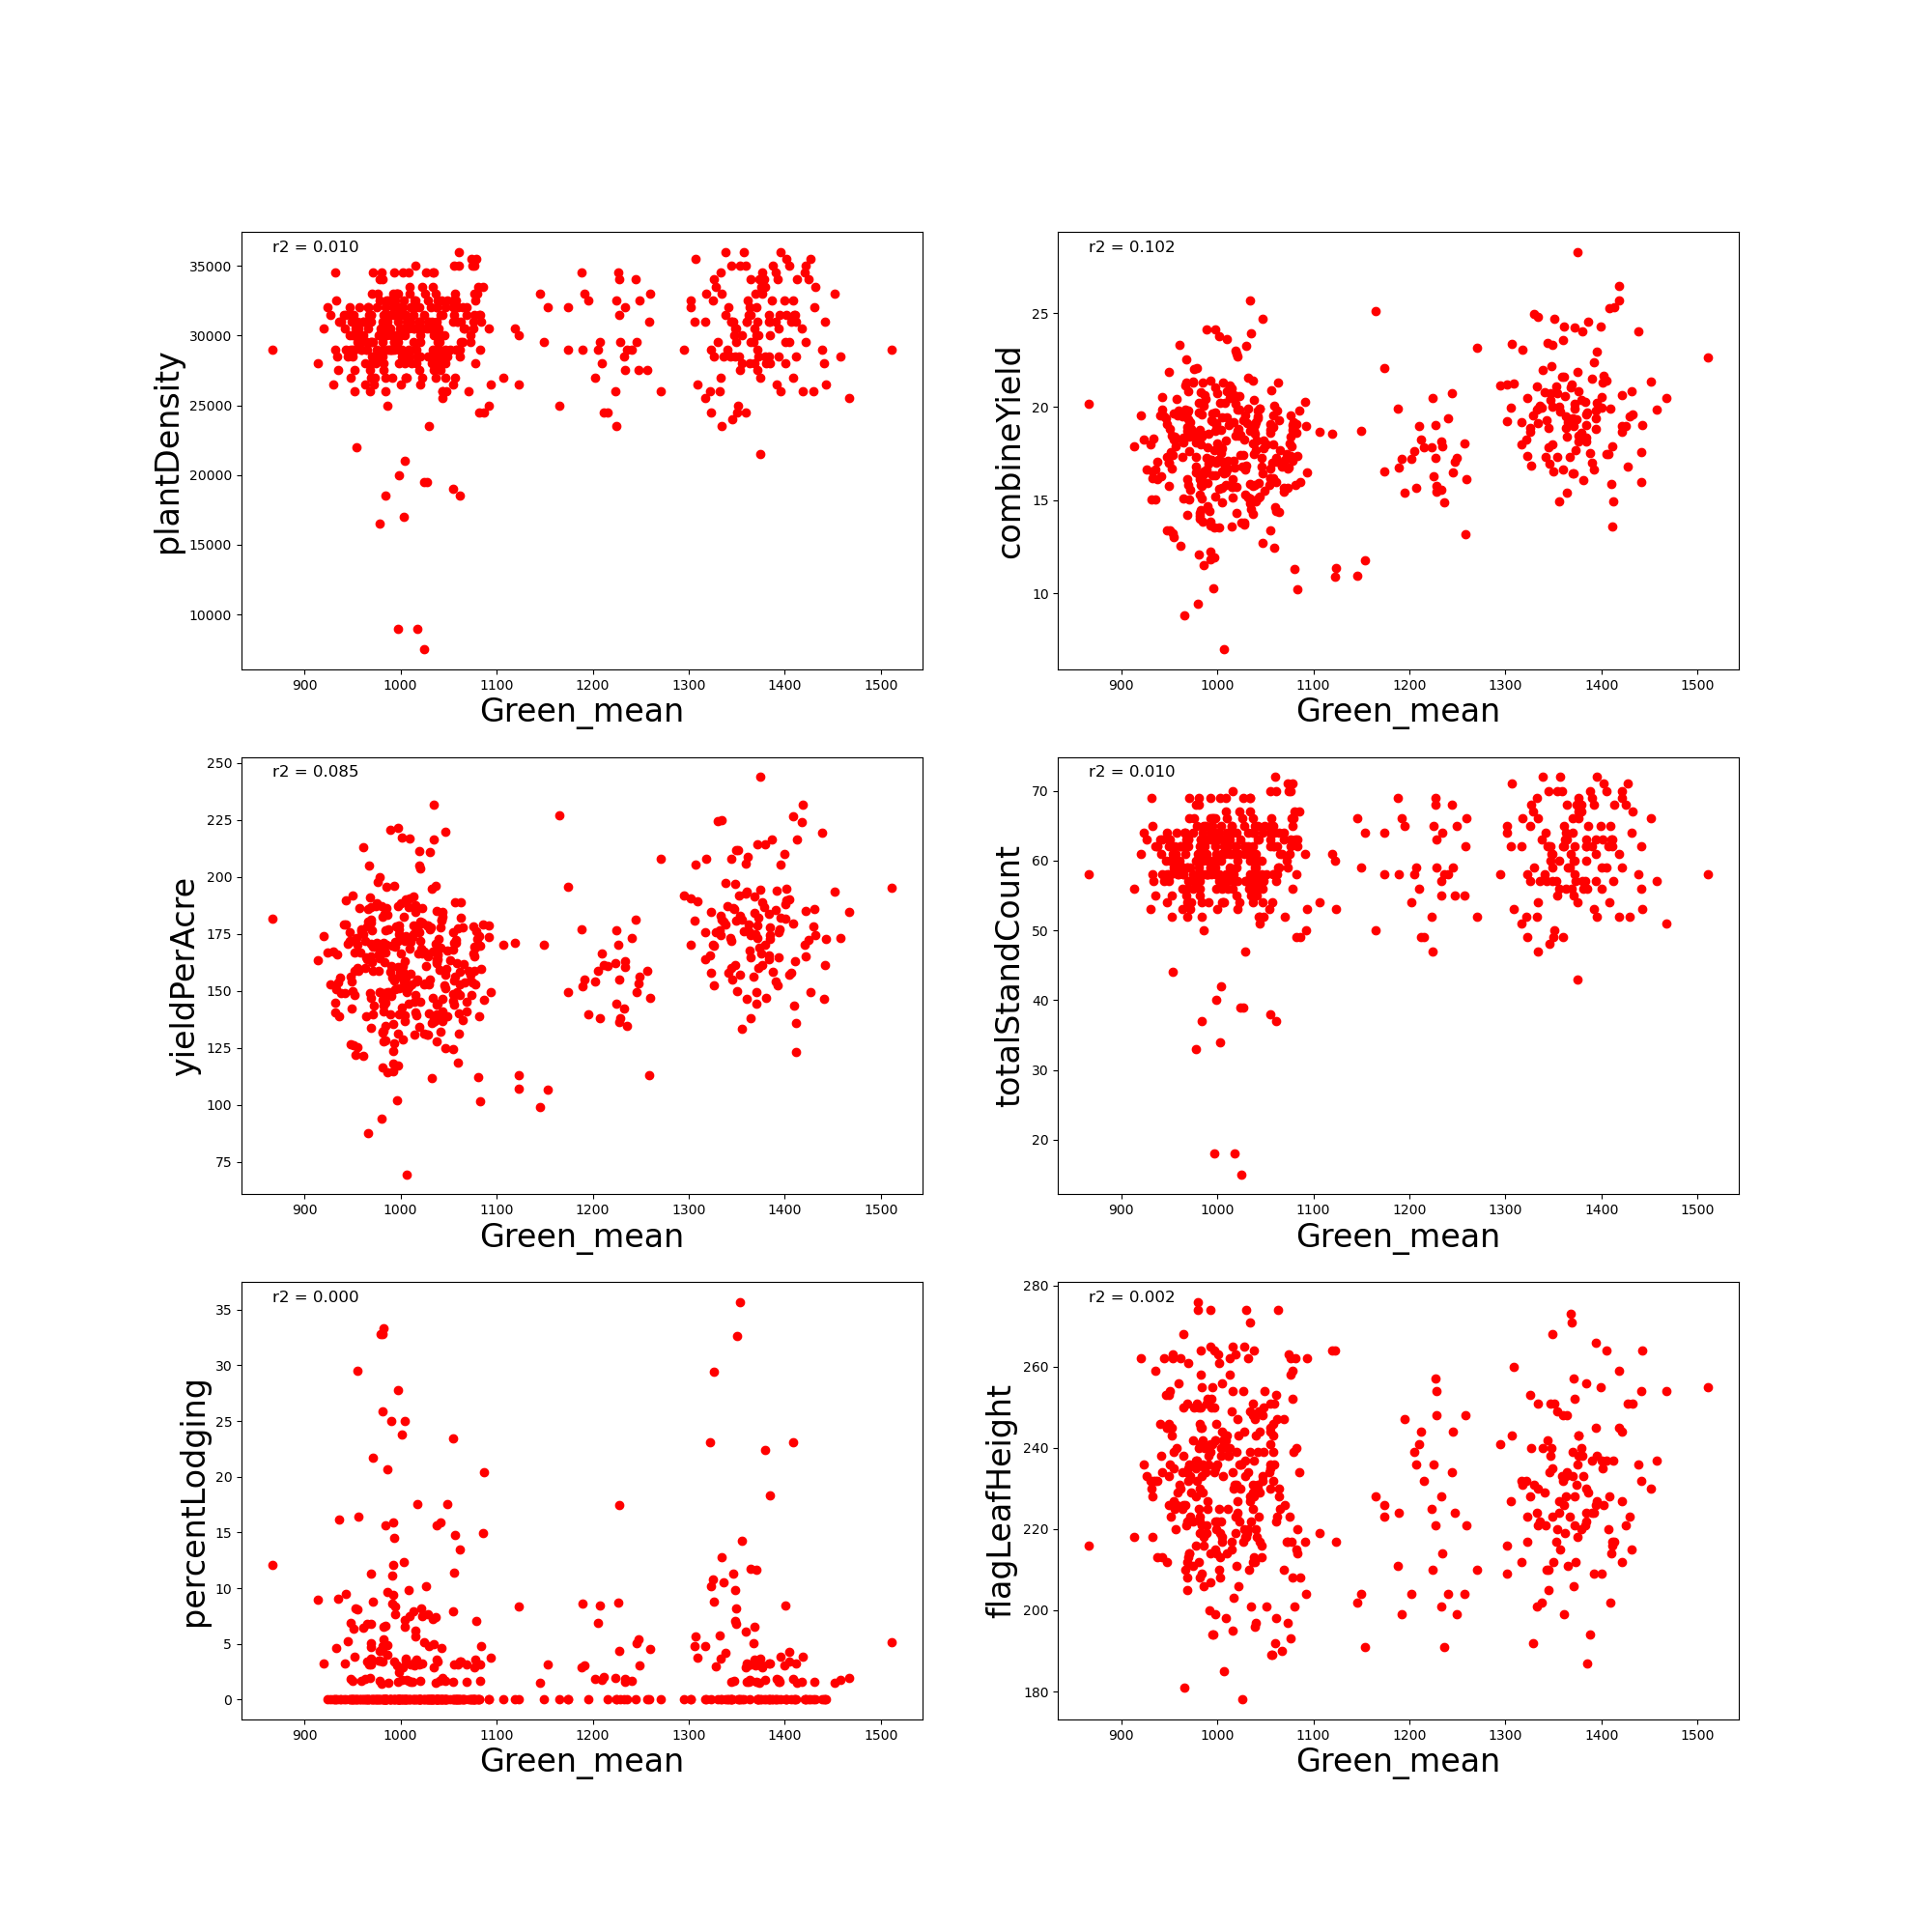 r2 = 0.010
35000
30000
25000
20000
15000
10000
plantDensity
900 1000 1100 1200 1300 1400 1500
Green_mean
r2 = 0.102
25
20
15
10
combineYield
900 1000 1100 1200 1300 1400 1500
Green_mean
r2 = 0.085
250
225
200
175
150
125
100
75
yieldPerAcre
900 1000 1100 1200 1300 1400 1500
Green_mean
r2 = 0.010
70
60
50
40
30
20
totalStandCount
900 1000 1100 1200 1300 1400 1500
Green_mean
r2 = 0.000
35
30
25
20
15
10
5
0
percentLodging
900 1000 1100 1200 1300 1400 1500
Green_mean
r2 = 0.002
280
260
240
220
200
180
flagLeafHeight
900 1000 1100 1200 1300 1400 1500
Green_mean